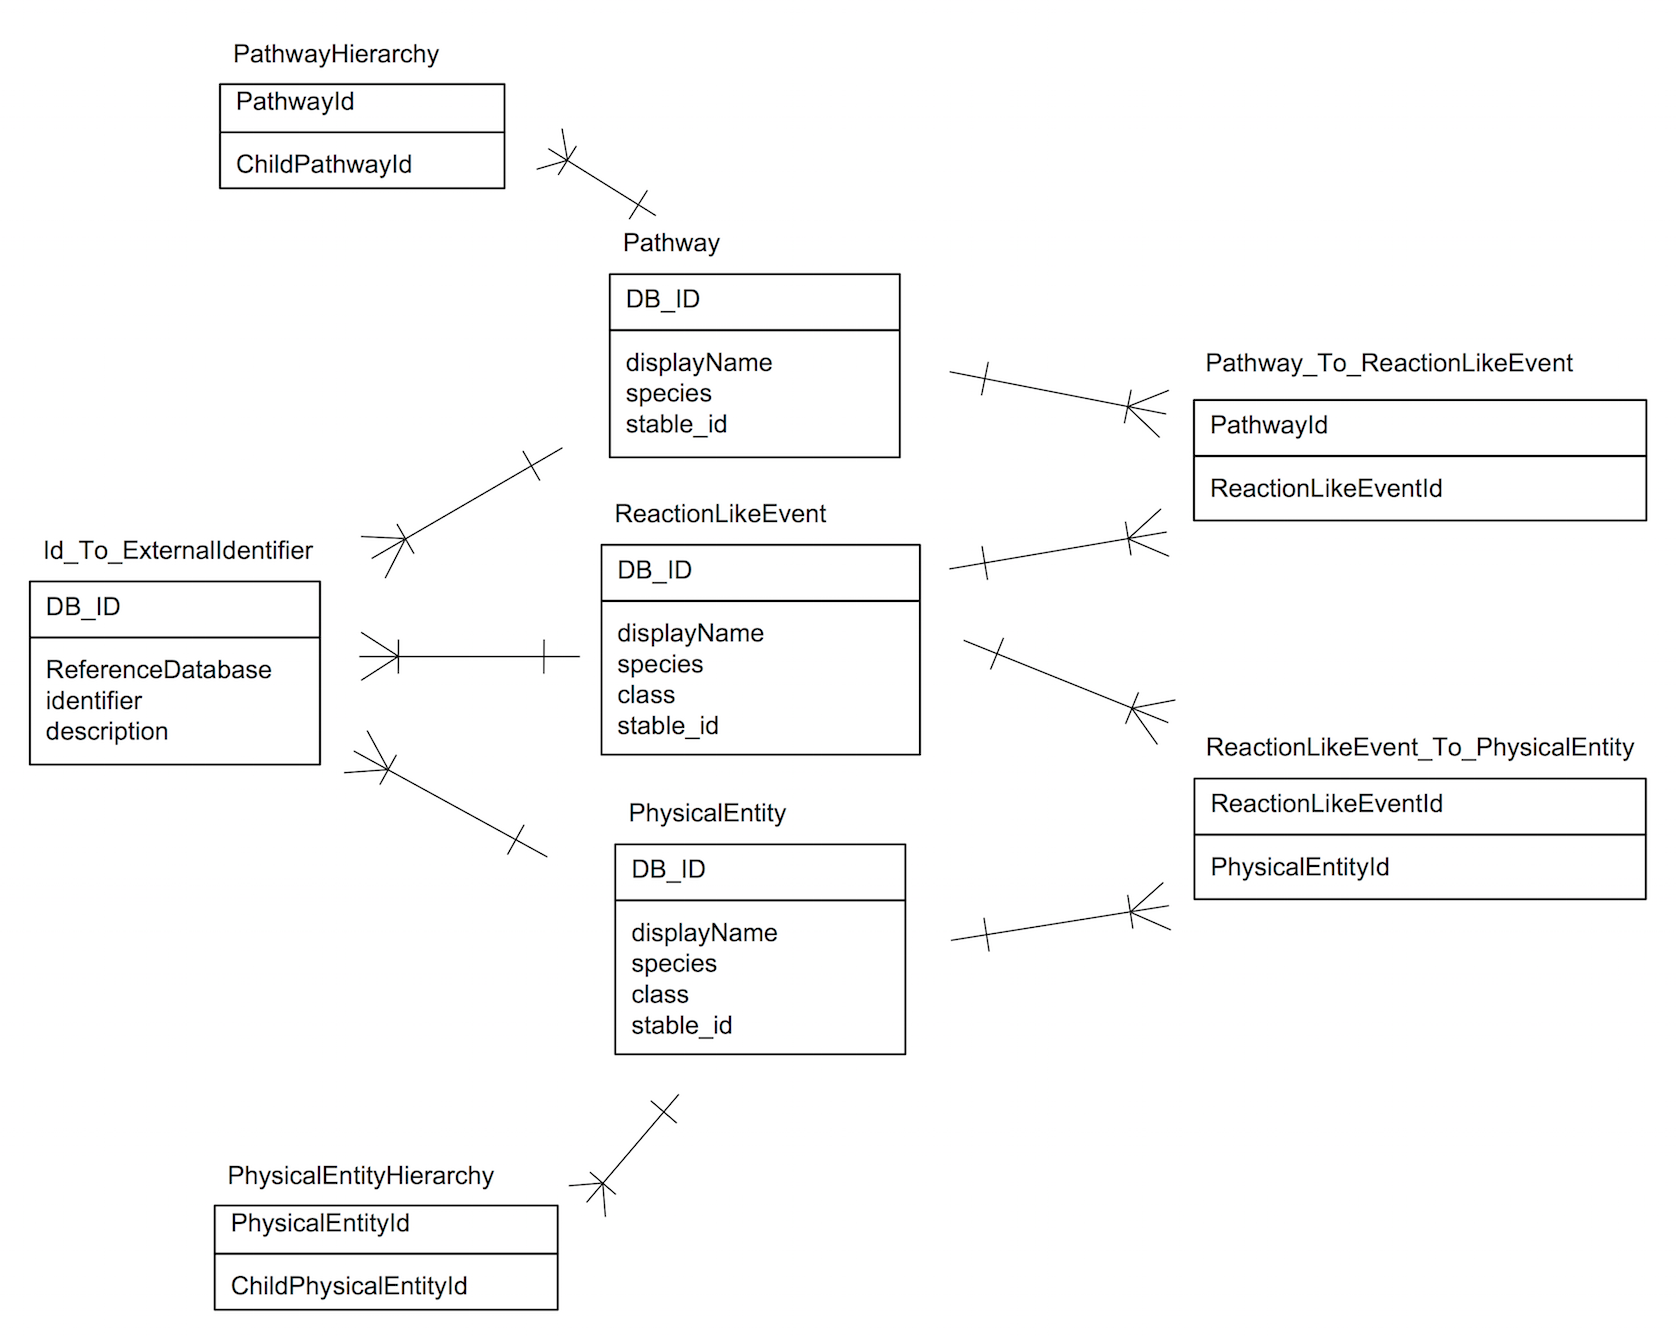 PathwayHierarchy
PathwayId
ChildPathwayId
Pathway
DB_ID
displayName
species
stable_id
Pathway_To_ReactionLikeEvent
PathwayId
ReactionLikeEventId
ReactionLikeEvent
DB_ID
displayName
species
class
stable_id
Id_To_ExternalIdentifier
DB_ID
ReferenceDatabase
identifier
description
ReactionLikeEvent_To_PhysicalEntity
ReactionLikeEventId
PhysicalEntityId
PhysicalEntity
DB_ID
displayName
species
class
stable_id
PhysicalEntityHierarchy
PhysicalEntityId
ChildPhysicalEntityId